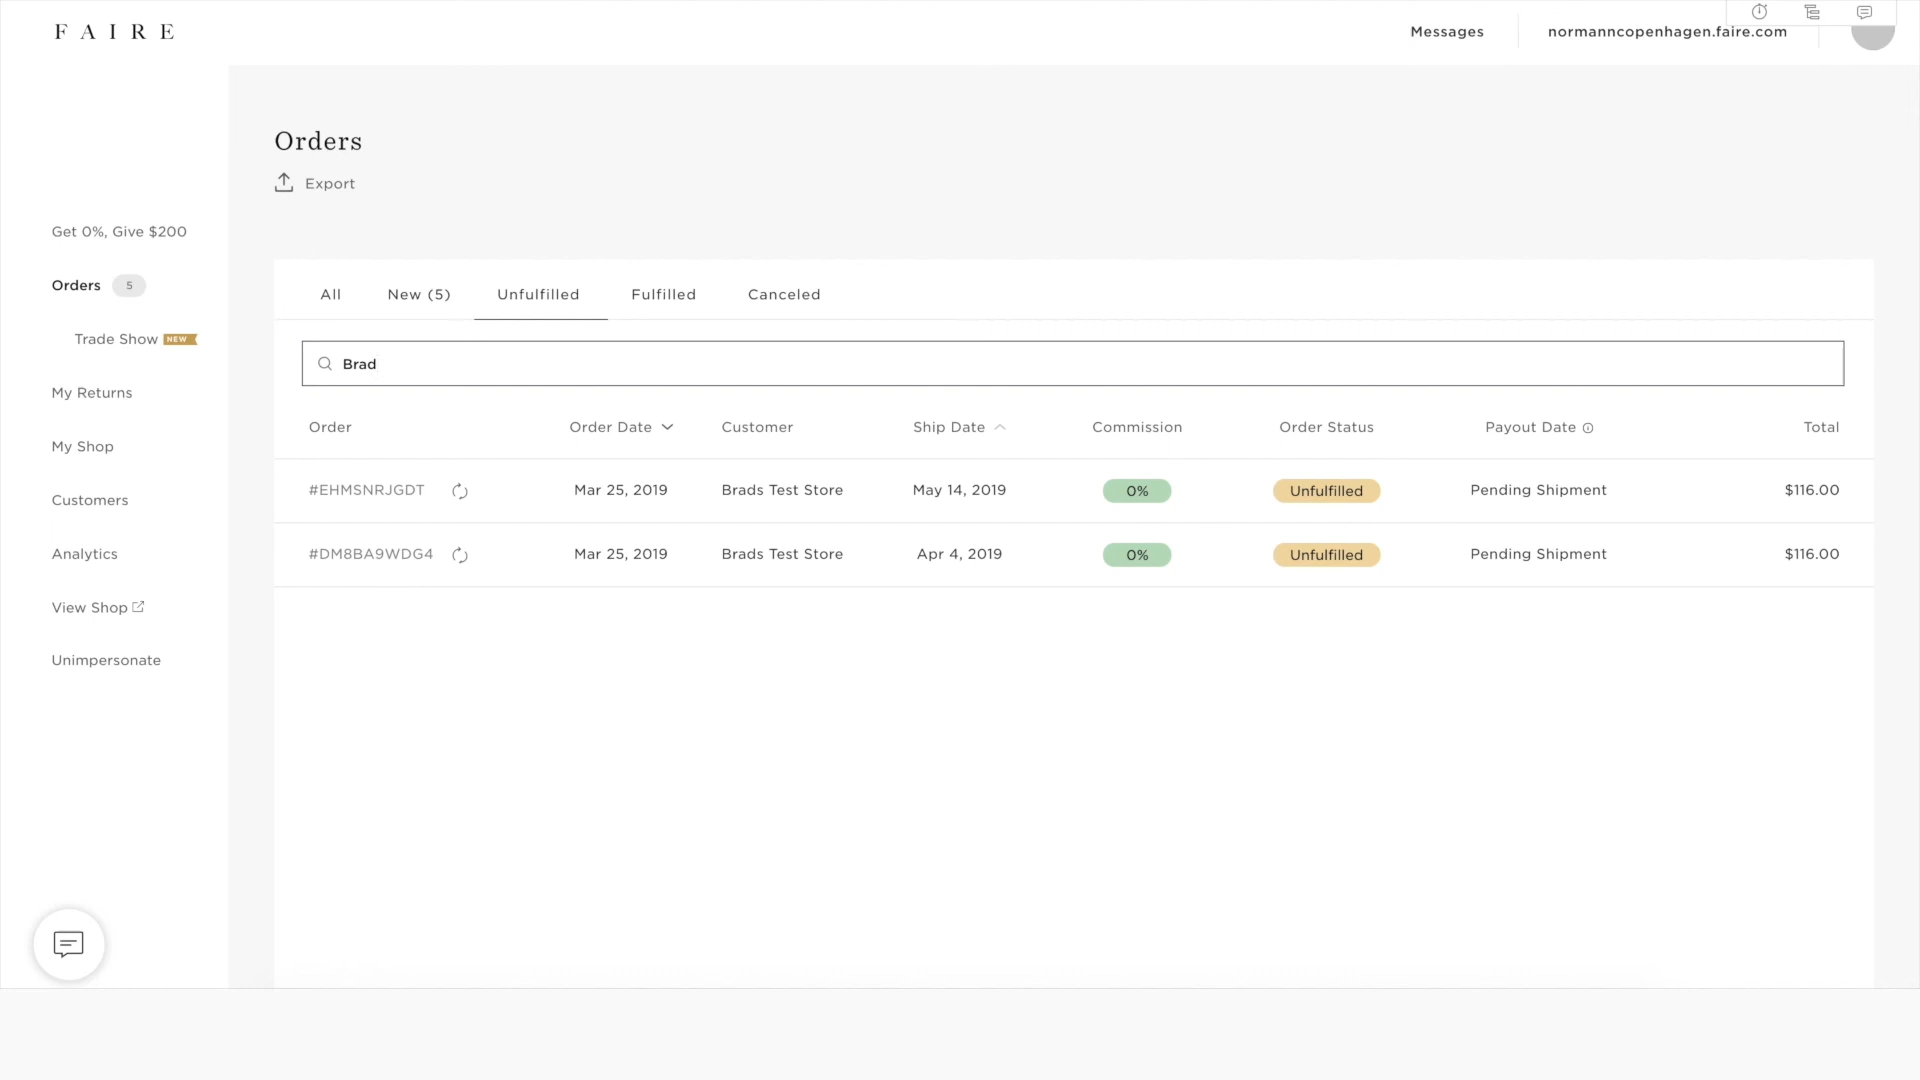 FAIRE
Messages
normanncopenhagen.faire.com
Orders
Export
Get 0%, Give $200
Orders 5
Trade Show NEW
My Returns
My Shop
Customers
Analytics
View Shop
Unimpersonate
All New (5) Unfulfilled Fulfilled Canceled
Brad
Order Order Date Customer Ship Date Commission Order Status Payout Date Total
#EHMSNRJGDT Mar 25, 2019 Brads Test Store May 14, 2019 0% Unfulfilled Pending Shipment $116.00
#DM8BA9WDG4 Mar 25, 2019 Brads Test Store Apr 4, 2019 0% Unfulfilled Pending Shipment $116.00